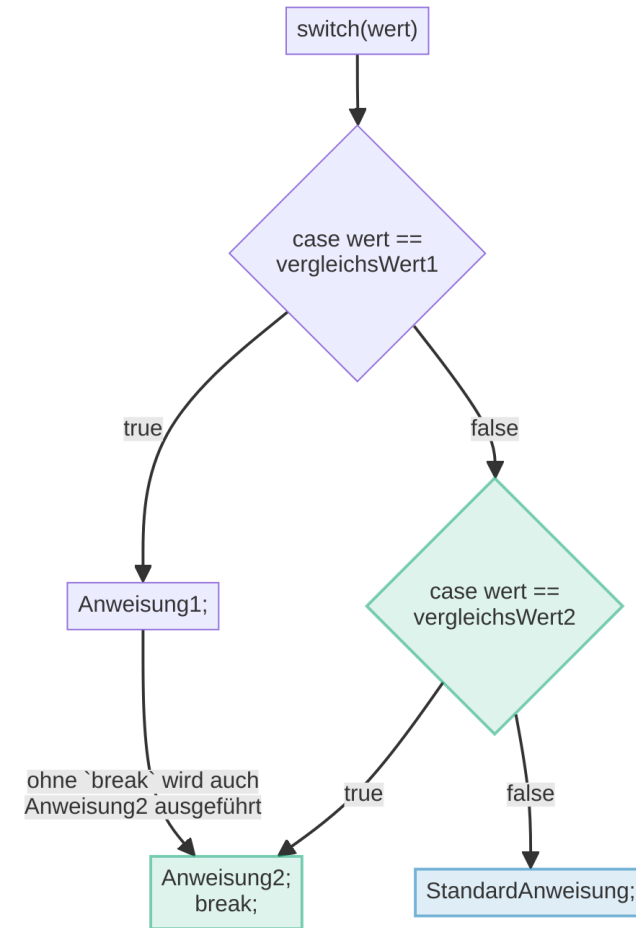 switch(wert)
case wert ==
vergleichsWert1
true
false
Anweisung1;
case wert ==
vergleichsWert2
ohne `break` wird auch
Anweisung2 ausgeführt
true
false
Anweisung2;
break;
StandardAnweisung;